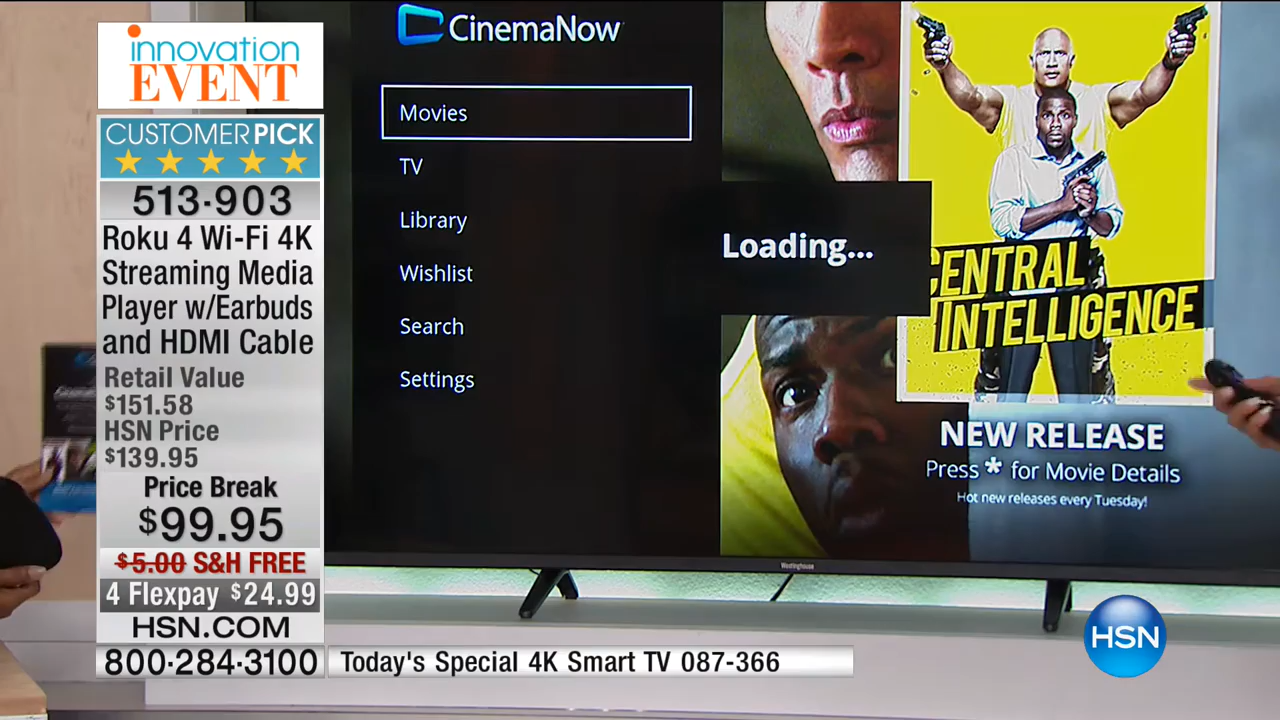 innovation
EVENT
CUSTOMER PICK
513-903
Roku 4 Wi-Fi 4K
Streaming Media
Player w/Earbuds
and HDMI Cable
Retail Value
$151.58
HSN Price
$139.95
Price Break
$99.95
$5.00 S&H FREE
4 Flexpay $24.99
HSN.COM
800-284-3100
Today's Special 4K Smart TV 087-366
CinemaNow
Movies
TV
Library
Wishlist
Search
Settings
Loading...
CENTRAL
INTELLIGENCE
NEW RELEASE
Press * for Movie Details
Hot new releases every Tuesday!
Westinghouse
HSN